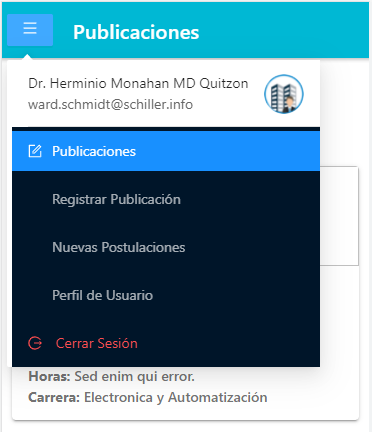 Publicaciones
Dr. Herminio Monahan MD Quitzon
ward.schmidt@schiller.info
Publicaciones
Registrar Publicación
Nuevas Postulaciones
Perfil de Usuario
Cerrar Sesión
Horas: Sed enim qui error.
Carrera: Electronica y Automatización